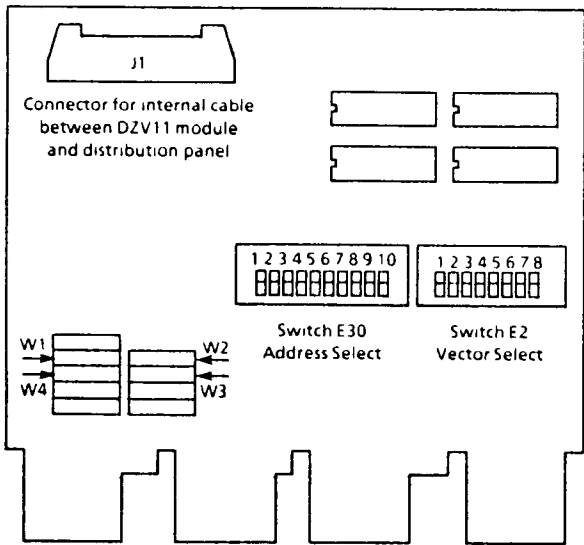 J1
Connector for internal cable
between DZV11 module
and distribution panel
1 2 3 4 5 6 7 8 9 10
1 2 3 4 5 6 7 8
Switch E30
Address Select
Switch E2
Vector Select
W1
W2
W4
W3